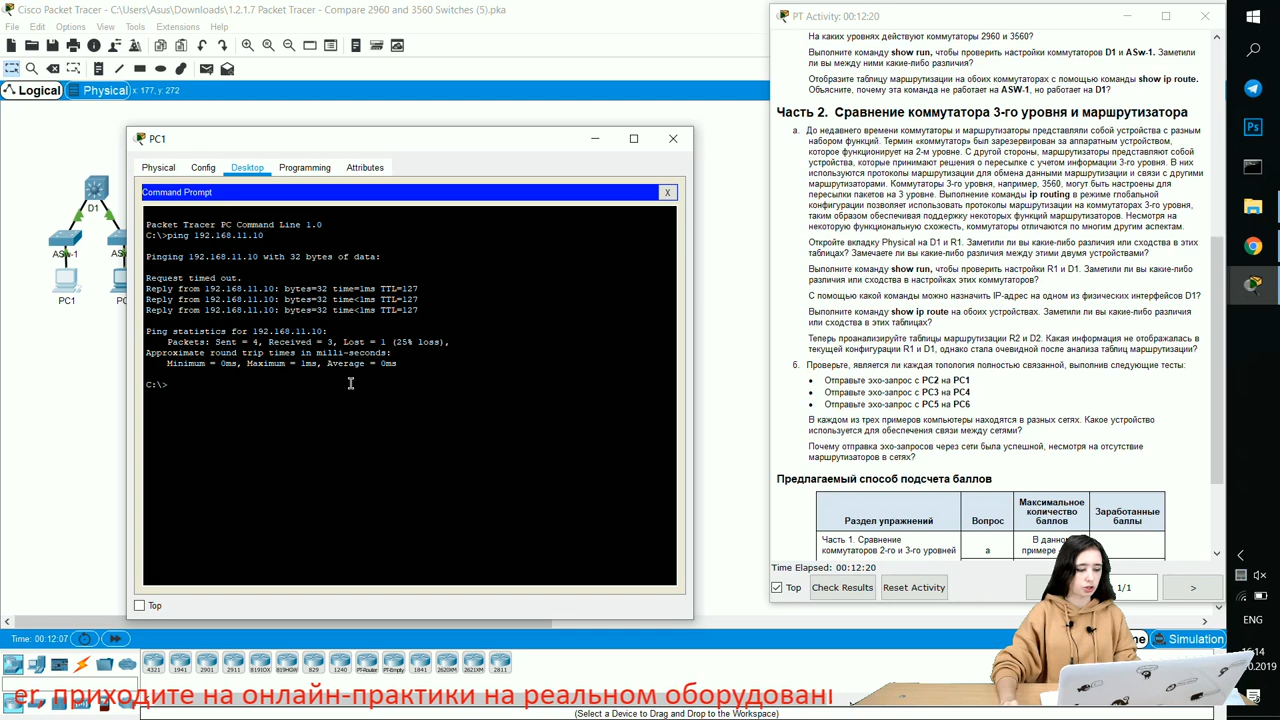 Cisco Packet Tracer - C:\Users\Asus\Downloads\1.2.1.7 Packet Tracer - Compare 2960 and 3560 Switches (5).pka
File Edit Options View Tools Extensions Help
Logical Physical x: 177, y: 272
D1
ASw-1
PC1
PC1
Physical Config Desktop Programming Attributes
Command Prompt X
Packet Tracer PC Command Line 1.0
C:\>ping 192.168.11.10
Pinging 192.168.11.10 with 32 bytes of data:
Request timed out.
Reply from 192.168.11.10: bytes=32 time=1ms TTL=127
Reply from 192.168.11.10: bytes=32 time<1ms TTL=127
Reply from 192.168.11.10: bytes=32 time<1ms TTL=127
Ping statistics for 192.168.11.10:
Packets: Sent = 4, Received = 3, Lost = 1 (25% loss),
Approximate round trip times in milli-seconds:
Minimum = 0ms, Maximum = 1ms, Average = 0ms
C:\>
Top
PT Activity: 00:12:20
На каких уровнях действуют коммутаторы 2960 и 3560?
Выполните команду show run, чтобы проверить настройки коммутаторов D1 и ASw-1. Заметили
ли вы между ними какие-либо различия?
Отобразите таблицу маршрутизации на обоих коммутаторах с помощью команды show ip route.
Объясните, почему эта команда не работает на ASW-1, но работает на D1?
Часть 2. Сравнение коммутатора 3-го уровня и маршрутизатора
a. До недавнего времени коммутаторы и маршрутизаторы представляли собой устройства с разным
набором функций. Термин «коммутатор» был зарезервирован за аппаратным устройством,
которое функционирует на 2-м уровне. С другой стороны, маршрутизаторы представляют собой
устройства, которые принимают решения о пересылке с учетом информации 3-го уровня. В них
используются протоколы маршрутизации для обмена данными маршрутизации и связи с другими
маршрутизаторами. Коммутаторы 3-го уровня, например, 3560, могут быть настроены для
пересылки пакетов на 3 уровне. Выполнение команды ip routing в режиме глобальной
конфигурации позволяет использовать протоколы маршрутизации на коммутаторах 3-го уровня,
таким образом обеспечивая поддержку некоторых функций маршрутизаторов. Несмотря на
некоторую функциональную схожесть, коммутаторы отличаются по многим другим аспектам.
Откройте вкладку Physical на D1 и R1. Заметили ли вы какие-либо различия или сходства в этих
таблицах? Замечаете ли вы какие-либо различия между этими двумя устройствами?
Выполните команду show run, чтобы проверить настройки R1 и D1. Заметили ли вы какие-либо
различия или сходства в настройках этих коммутаторов?
С помощью какой команды можно назначить IP-адрес на одном из физических интерфейсов D1?
Выполните команду show ip route на обоих устройствах. Заметили ли вы какие-либо различия
или сходства в этих таблицах?
Теперь проанализируйте таблицы маршрутизации R2 и D2. Какая информация не отображалась в
текущей конфигурации R1 и D1, однако стала очевидной после анализа таблиц маршрутизации?
б. Проверьте, является ли каждая топология полностью связанной, выполнив следующие тесты:
• Отправьте эхо-запрос с PC2 на PC1
• Отправьте эхо-запрос с PC3 на PC4
• Отправьте эхо-запрос с PC5 на PC6
В каждом из трех примеров компьютеры находятся в разных сетях. Какое устройство
используется для обеспечения связи между сетями?
Почему отправка эхо-запросов через сети была успешной, несмотря на отсутствие
маршрутизаторов в сетях?
Предлагаемый способ подсчета баллов
Раздел упражнений Вопрос Максимальное количество баллов Заработанные баллы
Часть 1. Сравнение
коммутаторов 2-го и 3-го уровней a
Time Elapsed: 00:12:20
Top Check Results Reset Activity 1/1 >
Time: 00:12:07
Simulation
4321 1941 2901 2911 819IOX 819HGW 829 1240 PT-Router PT-Empty 1841 2620XM 2621XM 2811
(Select a Device to Drag and Drop to the Workspace)
er, приходите на онлайн-практики на реальном оборудовані
ENG
16:14